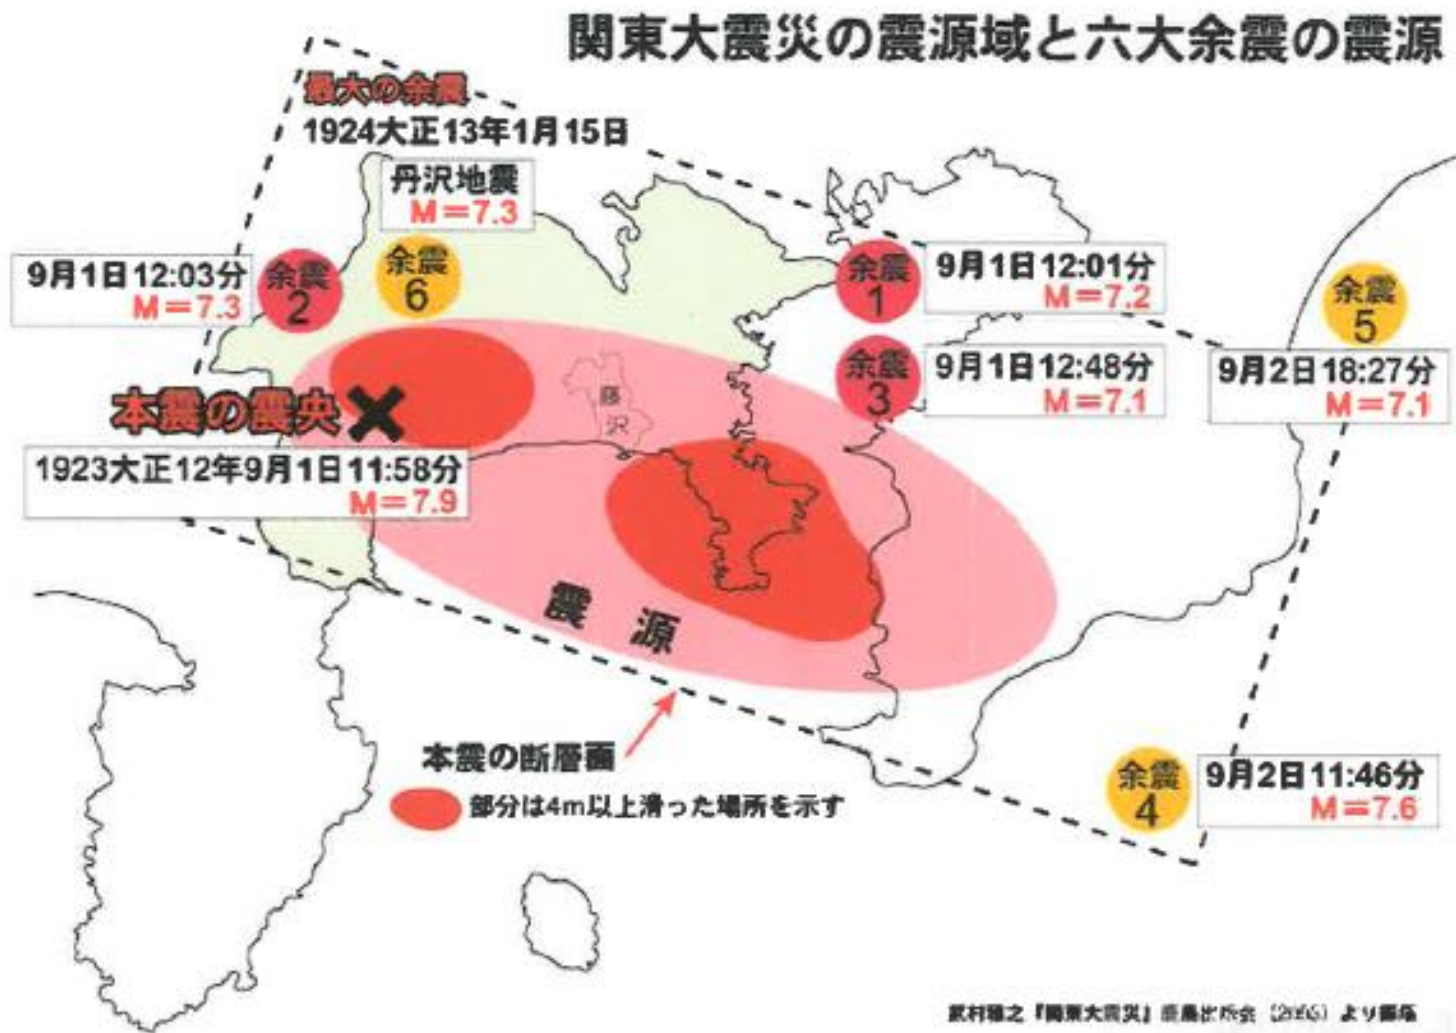 関東大震災の震源域と六大余震の震源
最大の余震
1924大正13年1月15日
丹沢地震
M=7.3
9月1日12:03分
M=7.3
余震
2
余震
6
余震
1
9月1日12:01分
M=7.2
余震
5
余震
3
9月1日12:48分
M=7.1
9月2日18:27分
M=7.1
本震の震央
藤
沢
1923大正12年9月1日11:58分
M=7.9
震 源
本震の断層面
部分は4m以上滑った場所を示す
余震
4
9月2日11:46分
M=7.6
武村雅之『関東大震災』鹿島出版会
より